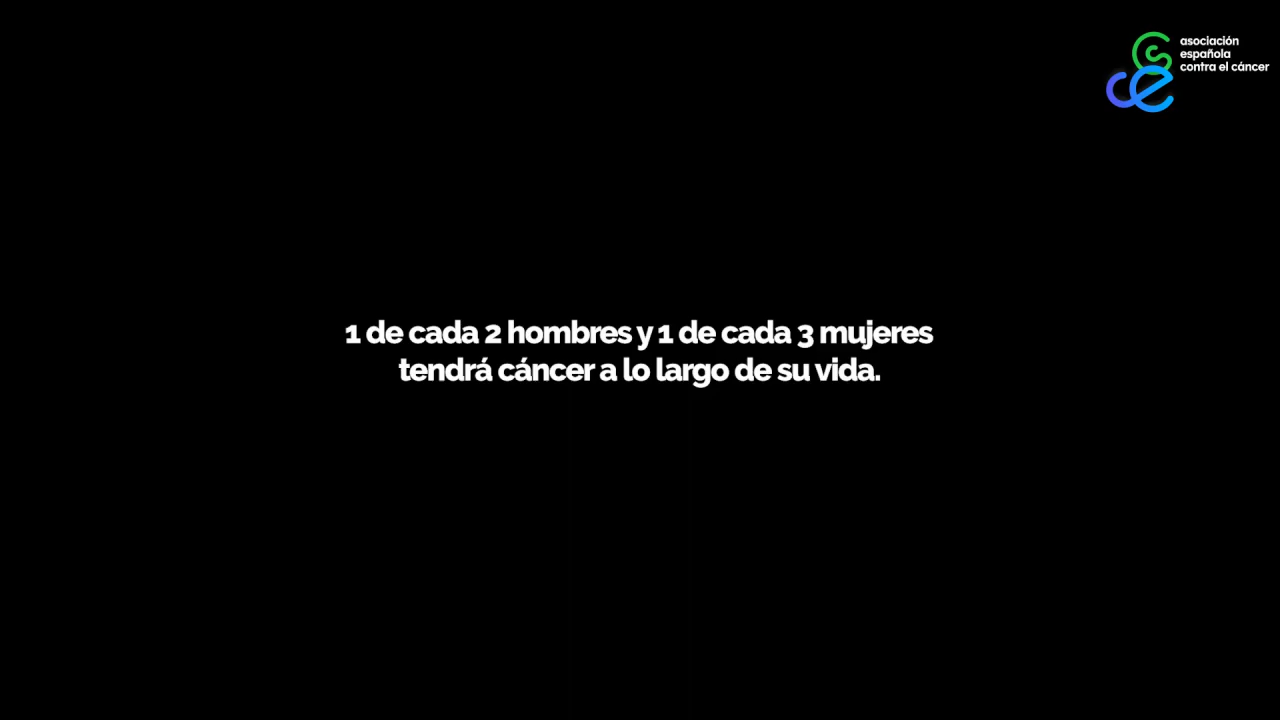 asociación
española
contra el cáncer
1 de cada 2 hombres y 1 de cada 3 mujeres
tendrá cáncer a lo largo de su vida.